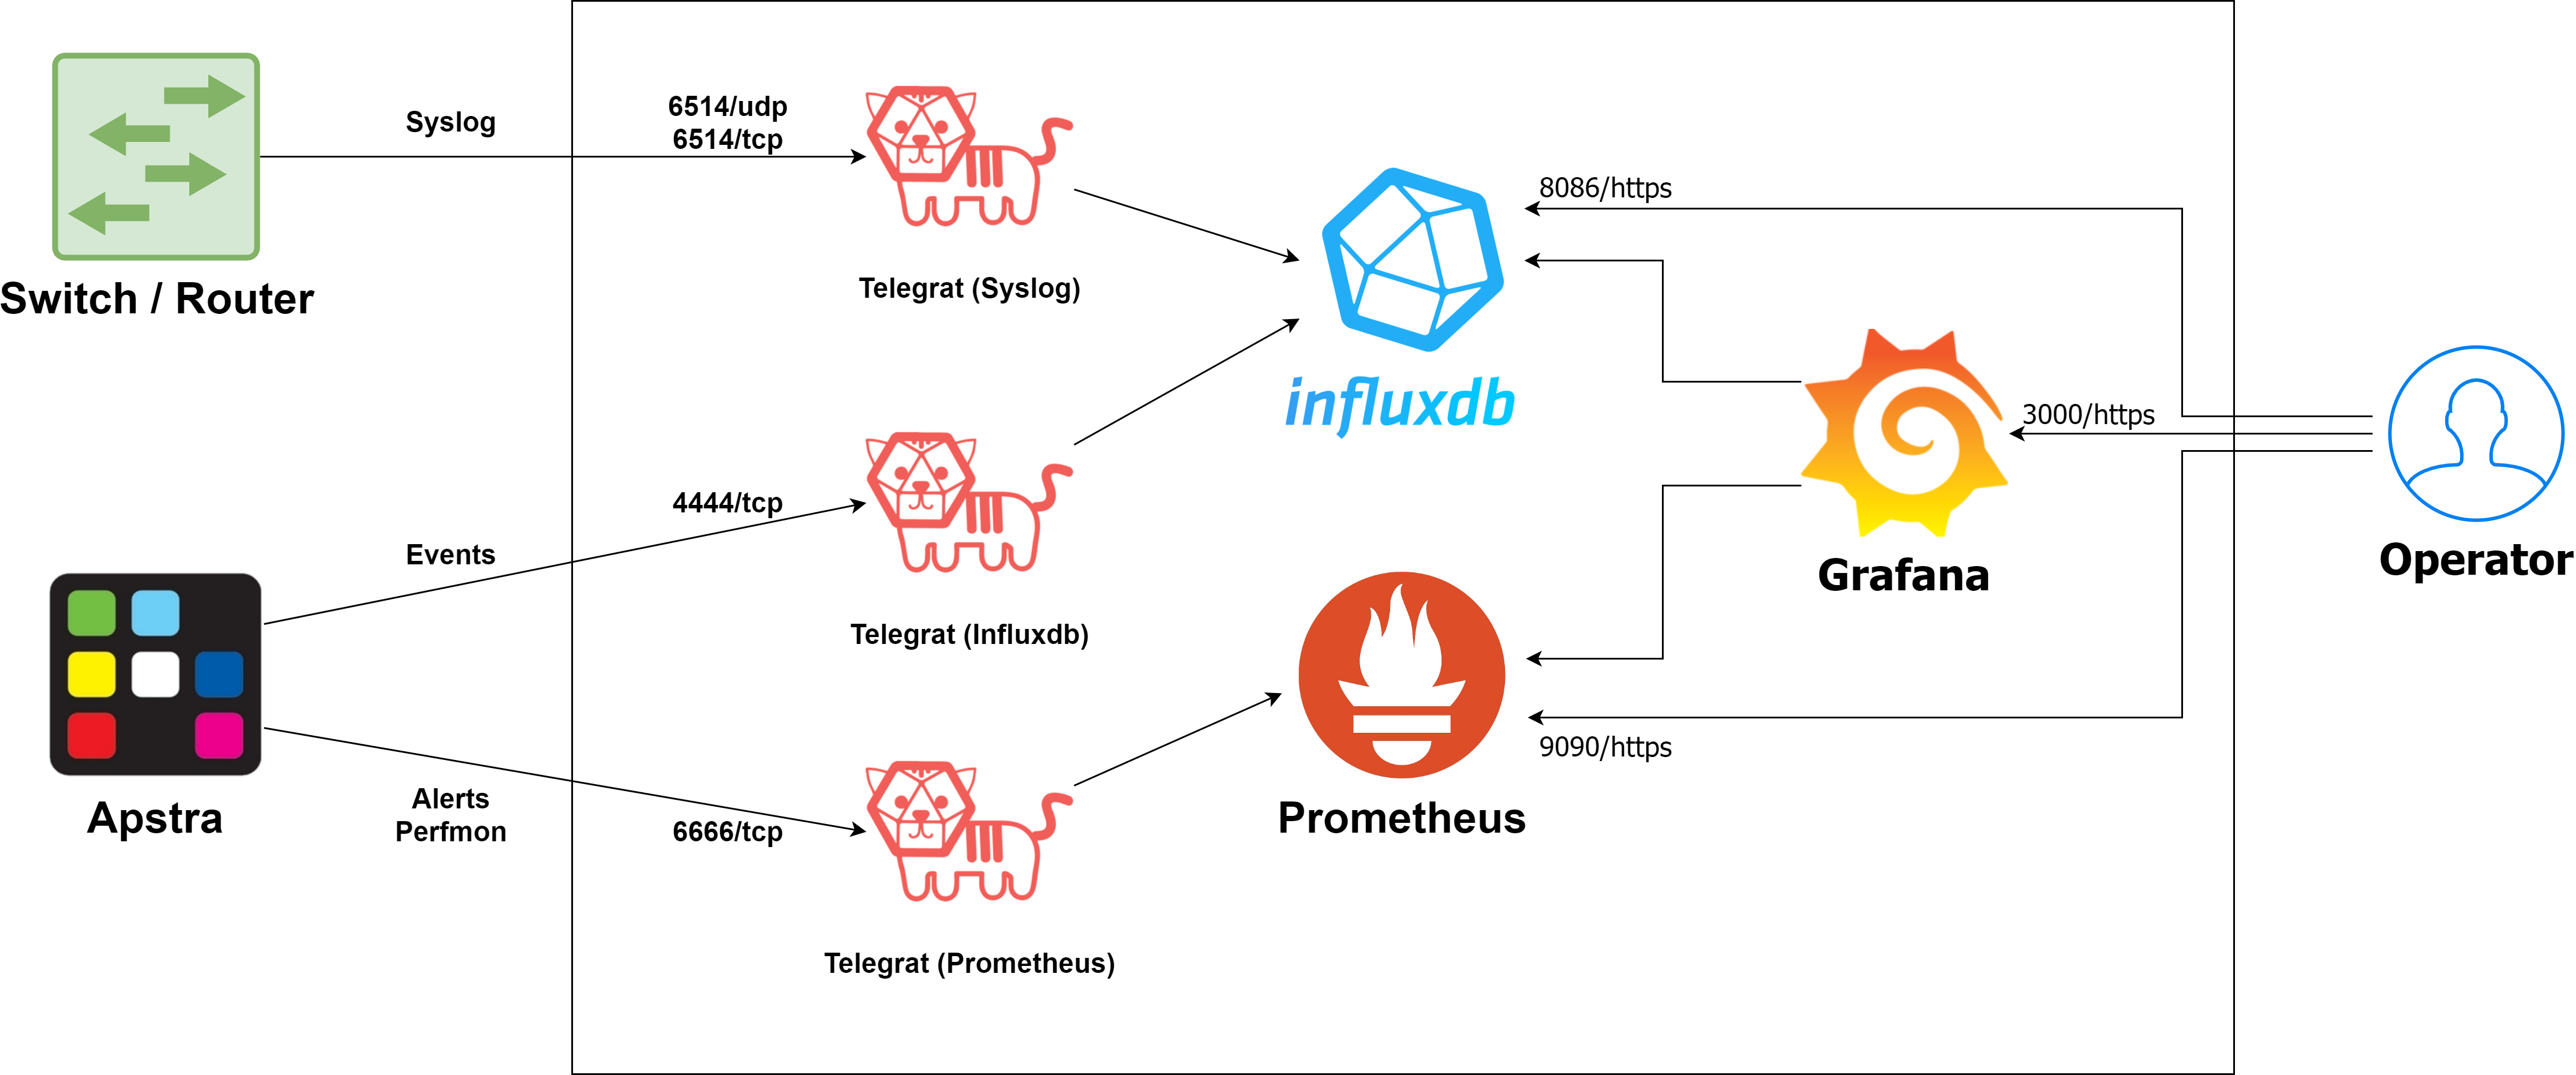 Switch / Router
Syslog
6514/udp
6514/tcp
Telegrat (Syslog)
Apstra
Events
4444/tcp
Telegrat (Influxdb)
Alerts
Perfmon
6666/tcp
Telegrat (Prometheus)
influxdb
8086/https
Prometheus
9090/https
Grafana
3000/https
Operator